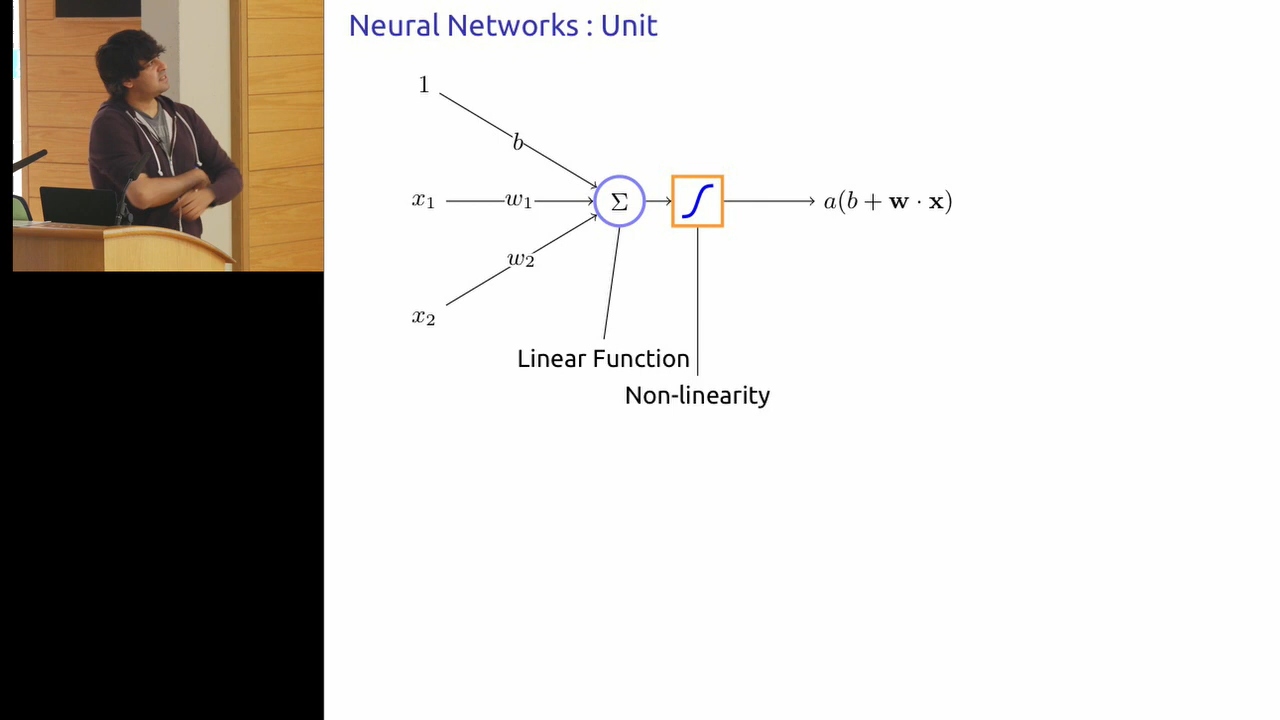 Neural Networks : Unit
1
b
x₁ w₁ Σ a(b + w · x)
w₂
x₂
Linear Function
Non-linearity